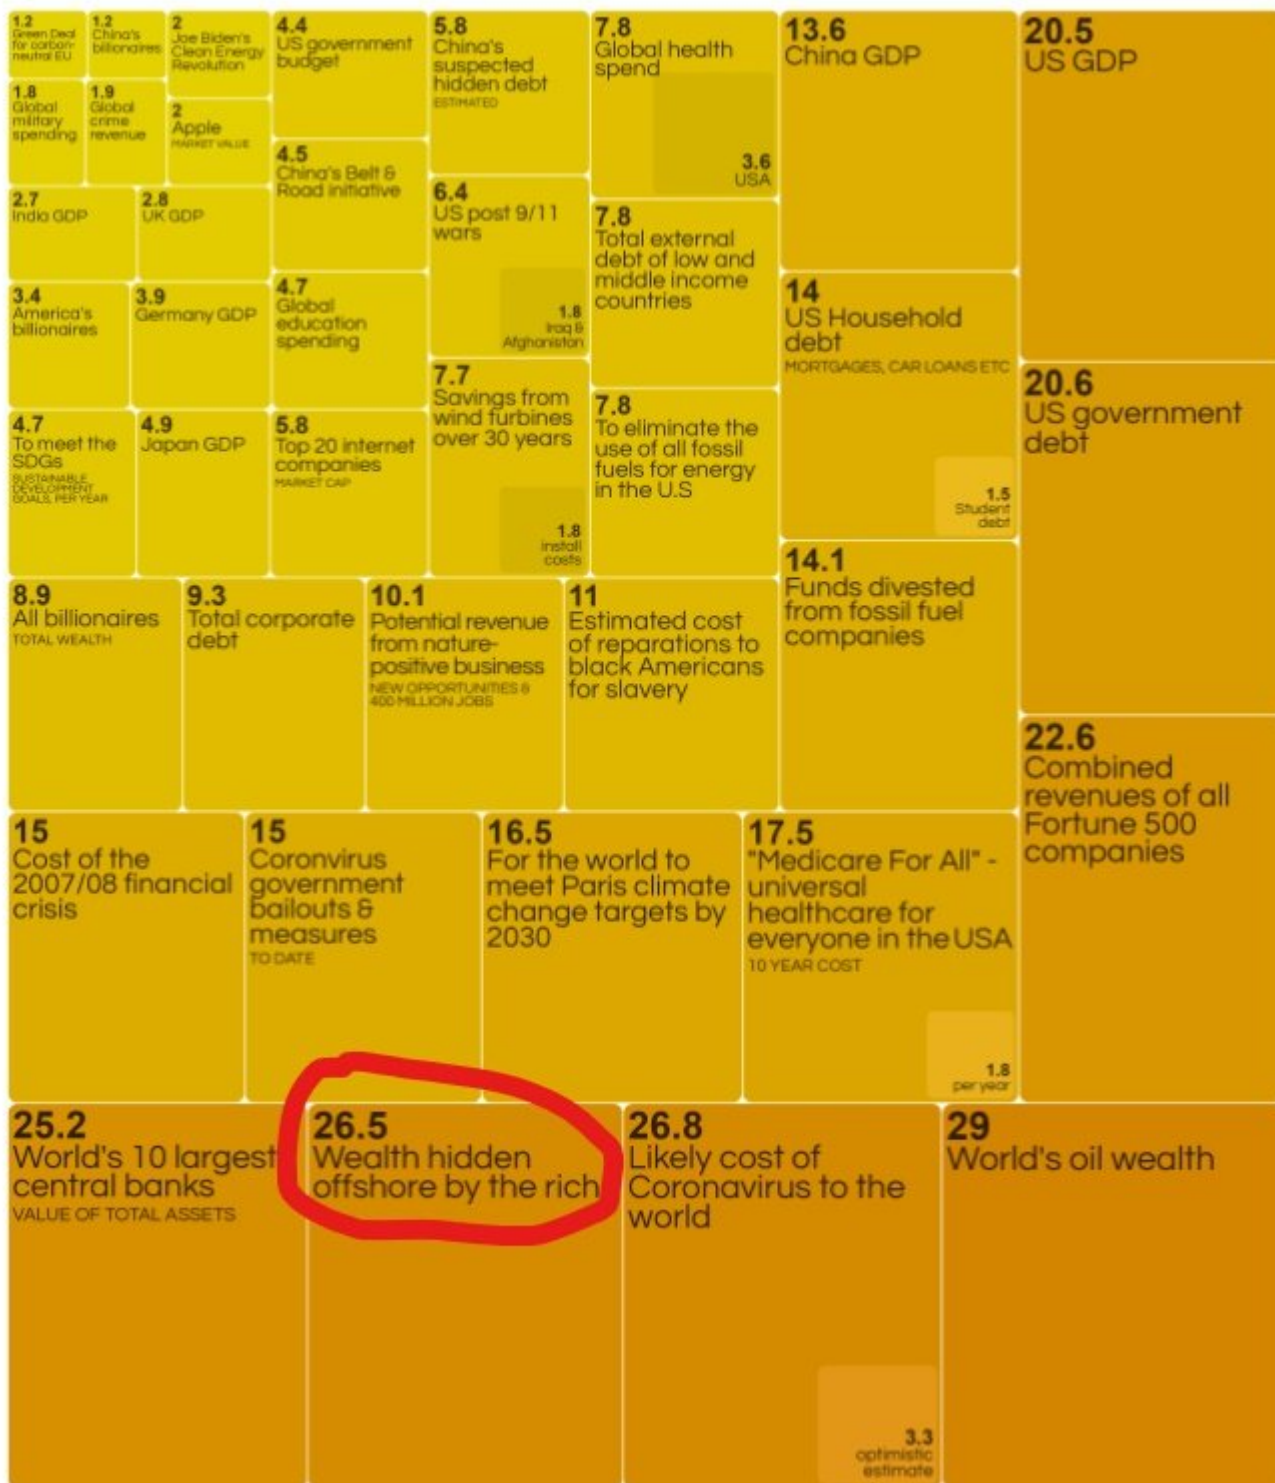 1.2
Green Deal
for carbon-
neutral EU
1.2
China's
billionaires
2
Joe Biden's
Clean Energy
Revolution
4.4
US government
budget
5.8
China's
suspected
hidden debt
ESTIMATED
7.8
Global health
spend
3.6
USA
13.6
China GDP
20.5
US GDP
1.8
Global
military
spending
1.9
Global
crime
revenue
2
Apple
MARKET VALUE
4.5
China's Belt &
Road initiative
6.4
US post 9/11
wars
1.8
Iraq &
Afghanistan
7.8
Total external
debt of low and
middle income
countries
2.7
India GDP
2.8
UK GDP
14
US Household
debt
MORTGAGES, CAR LOANS ETC
1.5
Student
debt
3.4
America's
billionaires
3.9
Germany GDP
4.7
Global
education
spending
7.7
Savings from
wind turbines
over 30 years
1.8
install
costs
7.8
To eliminate the
use of all fossil
fuels for energy
in the U.S
20.6
US government
debt
4.7
To meet the
SDGs
SUSTAINABLE
DEVELOPMENT
GOALS, PER YEAR
4.9
Japan GDP
5.8
Top 20 internet
companies
MARKET CAP
14.1
Funds divested
from fossil fuel
companies
8.9
All billionaires
TOTAL WEALTH
9.3
Total corporate
debt
10.1
Potential revenue
from nature-
positive business
NEW OPPORTUNITIES &
400 MILLION JOBS
11
Estimated cost
of reparations to
black Americans
for slavery
22.6
Combined
revenues of all
Fortune 500
companies
15
Cost of the
2007/08 financial
crisis
15
Coronvirus
government
bailouts &
measures
TO DATE
16.5
For the world to
meet Paris climate
change targets by
2030
17.5
"Medicare For All" -
universal
healthcare for
everyone in the USA
10 YEAR COST
1.8
per year
25.2
World's 10 largest
central banks
VALUE OF TOTAL ASSETS
26.5
Wealth hidden
offshore by the rich
26.8
Likely cost of
Coronavirus to the
world
3.3
optimistic
estimate
29
World's oil wealth